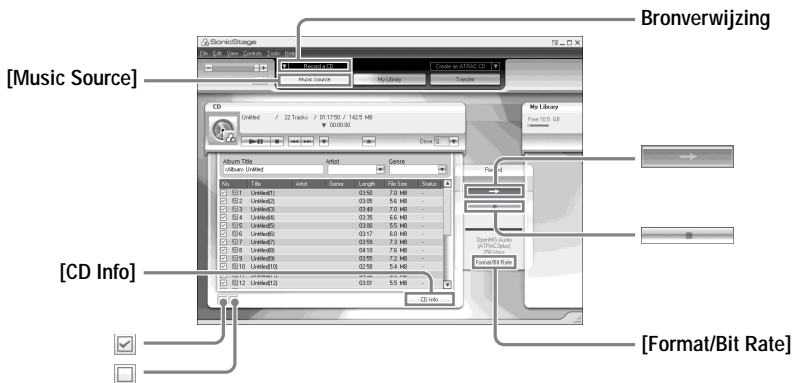 Bronverwijzing
SonicStage
File Edit View Controls Tools Help
Record a CD
Create an ATRAC CD
[Music Source]
Music Source
My Library
Transfer
CD
Untitled / 22 Tracks / 01:17:50 / 142.5 MB
00:00:00
Drive:
My Library
Free:10.5 GB
Album Title Artist Genre
<Album> Untitled
Record
No. Title Artist Genre Length File Size Status
1 Untitled(1) 03:50 7.0 MB -
2 Untitled(2) 03:05 5.6 MB -
3 Untitled(3) 03:49 7.0 MB -
4 Untitled(4) 03:35 6.6 MB -
5 Untitled(5) 03:00 5.5 MB -
6 Untitled(6) 03:17 6.0 MB -
7 Untitled(7) 03:59 7.3 MB -
8 Untitled(8) 04:10 7.6 MB -
9 Untitled(9) 03:55 7.2 MB -
10 Untitled(10) 02:58 5.4 MB -
12 Untitled(12) 03:01 5.5 MB -
OpenMG Audio
(ATRAC3plus)
256 kbps
Format/Bit Rate
[CD Info]
CD Info
[Format/Bit Rate]